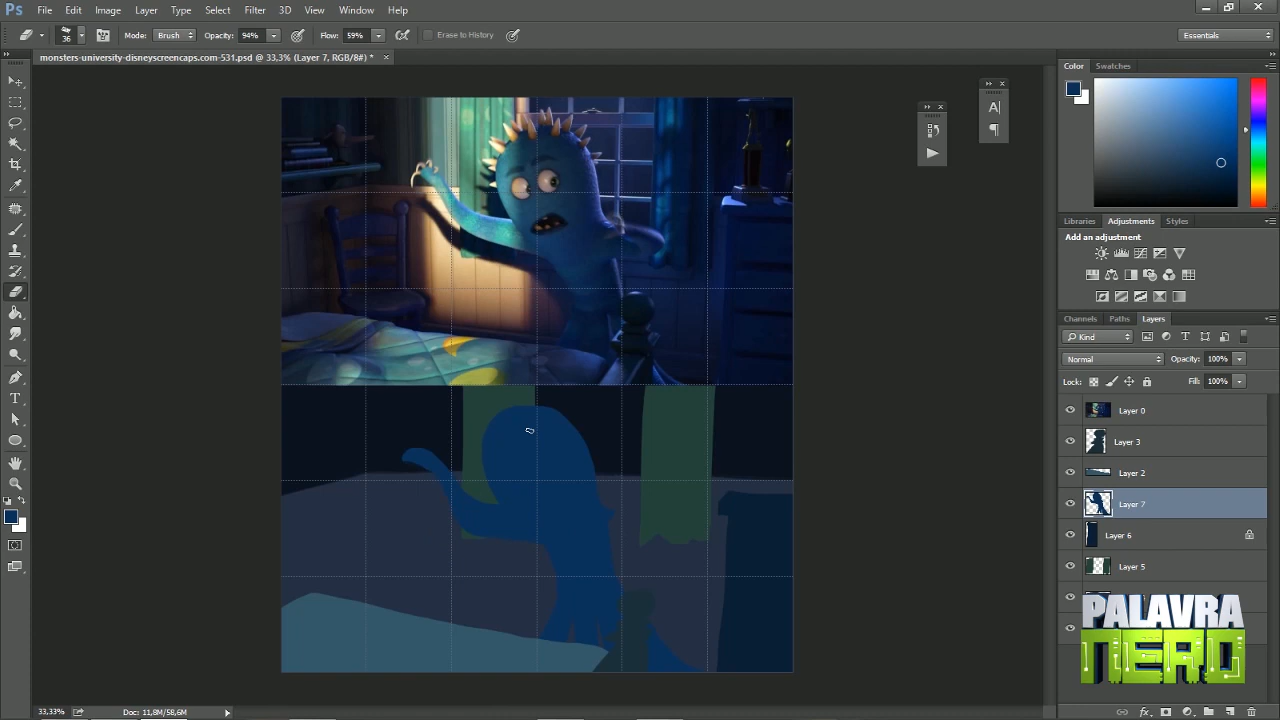 Ps File Edit Image Layer Type Select Filter 3D View Window Help
36 Mode: Brush Opacity: 94% Flow: 59% Erase to History Essentials
monsters-university-disneyscreencaps.com-531.psd @ 33,3% (Layer 7, RGB/8#) *
Color Swatches
Libraries Adjustments Styles
Add an adjustment
Channels Paths Layers
Kind
Normal Opacity: 100%
Lock: Fill: 100%
Layer 0
Layer 3
Layer 2
Layer 7
Layer 6
Layer 5
PALAVRA
NERD
33,33% Doc: 11,8M/58,6M